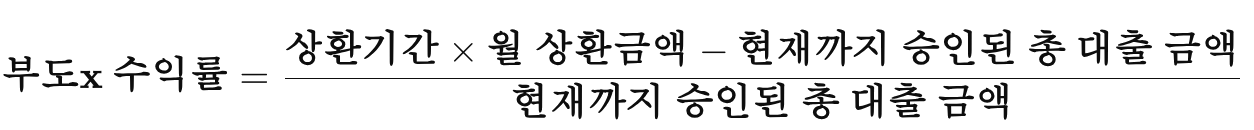 부도x 수익률 = 상환기간 × 월 상환금액 − 현재까지 승인된 총 대출 금액
현재까지 승인된 총 대출 금액